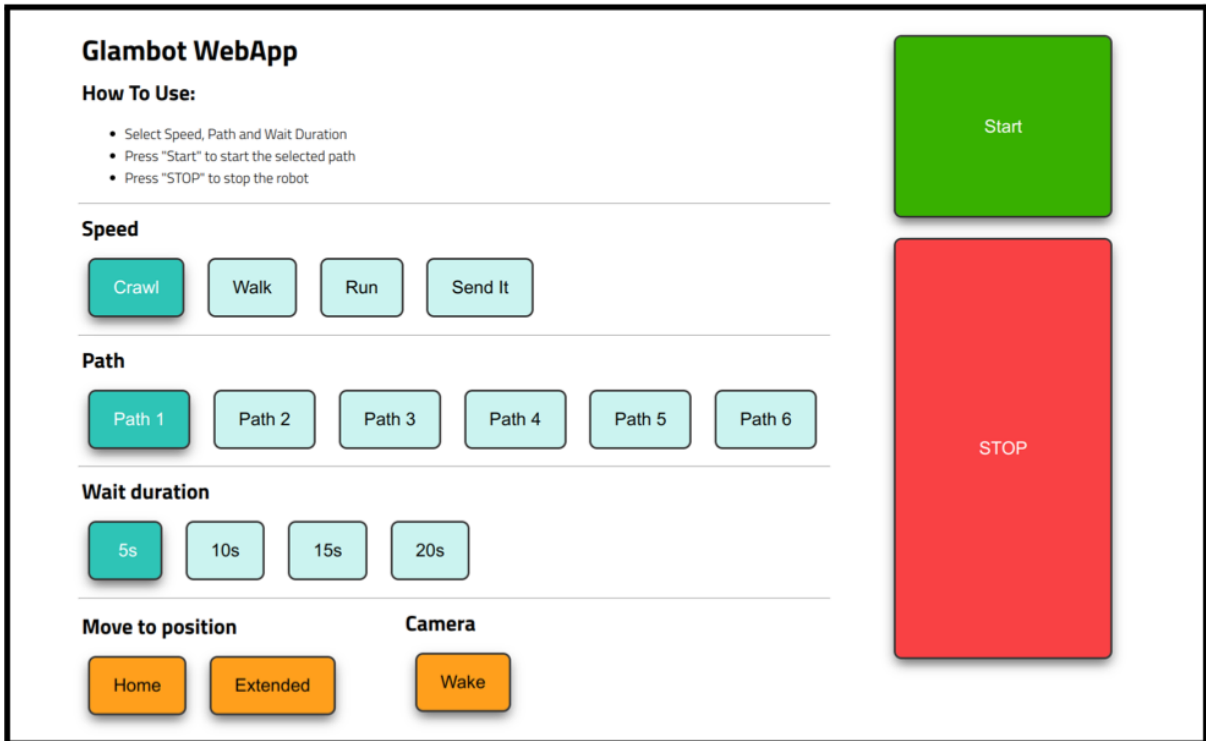 Glambot WebApp
How To Use:
Select Speed, Path and Wait Duration
Press "Start" to start the selected path
Press "STOP" to stop the robot
Speed
Crawl Walk Run Send It
Path
Path 1 Path 2 Path 3 Path 4 Path 5 Path 6
Wait duration
5s 10s 15s 20s
Move to position
Home Extended
Camera
Wake
Start
STOP